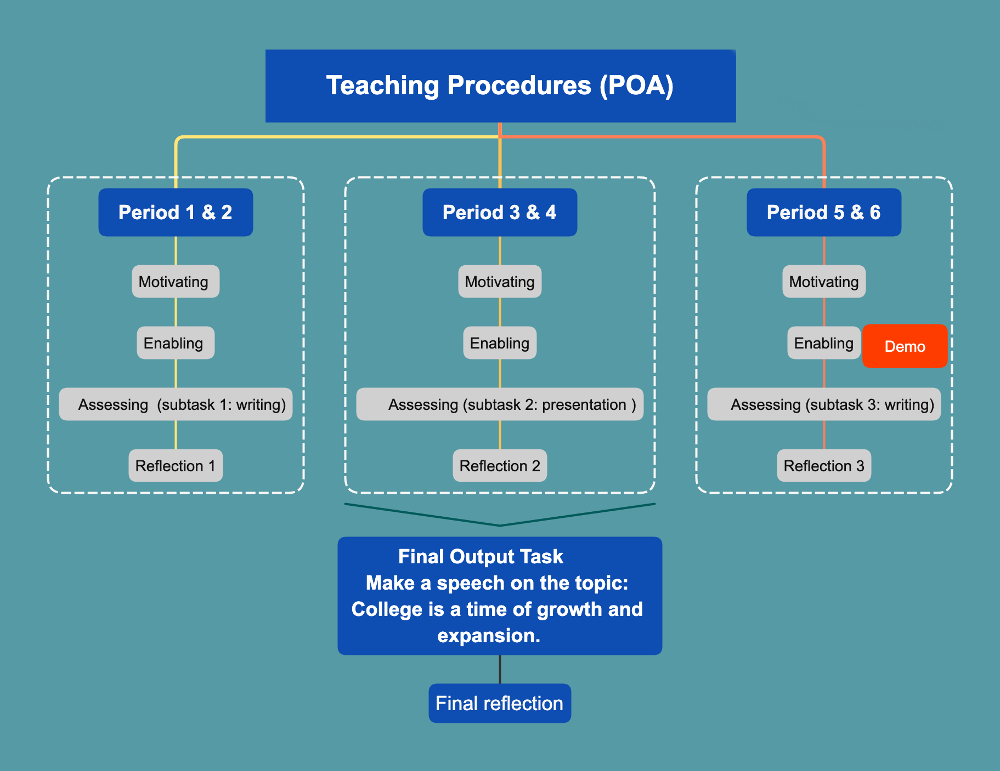 Teaching Procedures (POA)
Period 1 & 2
Motivating
Enabling
Assessing (subtask 1: writing)
Reflection 1
Period 3 & 4
Motivating
Enabling
Assessing (subtask 2: presentation )
Reflection 2
Period 5 & 6
Motivating
Enabling
Demo
Assessing (subtask 3: writing)
Reflection 3
Final Output Task
Make a speech on the topic:
College is a time of growth and
expansion.
Final reflection